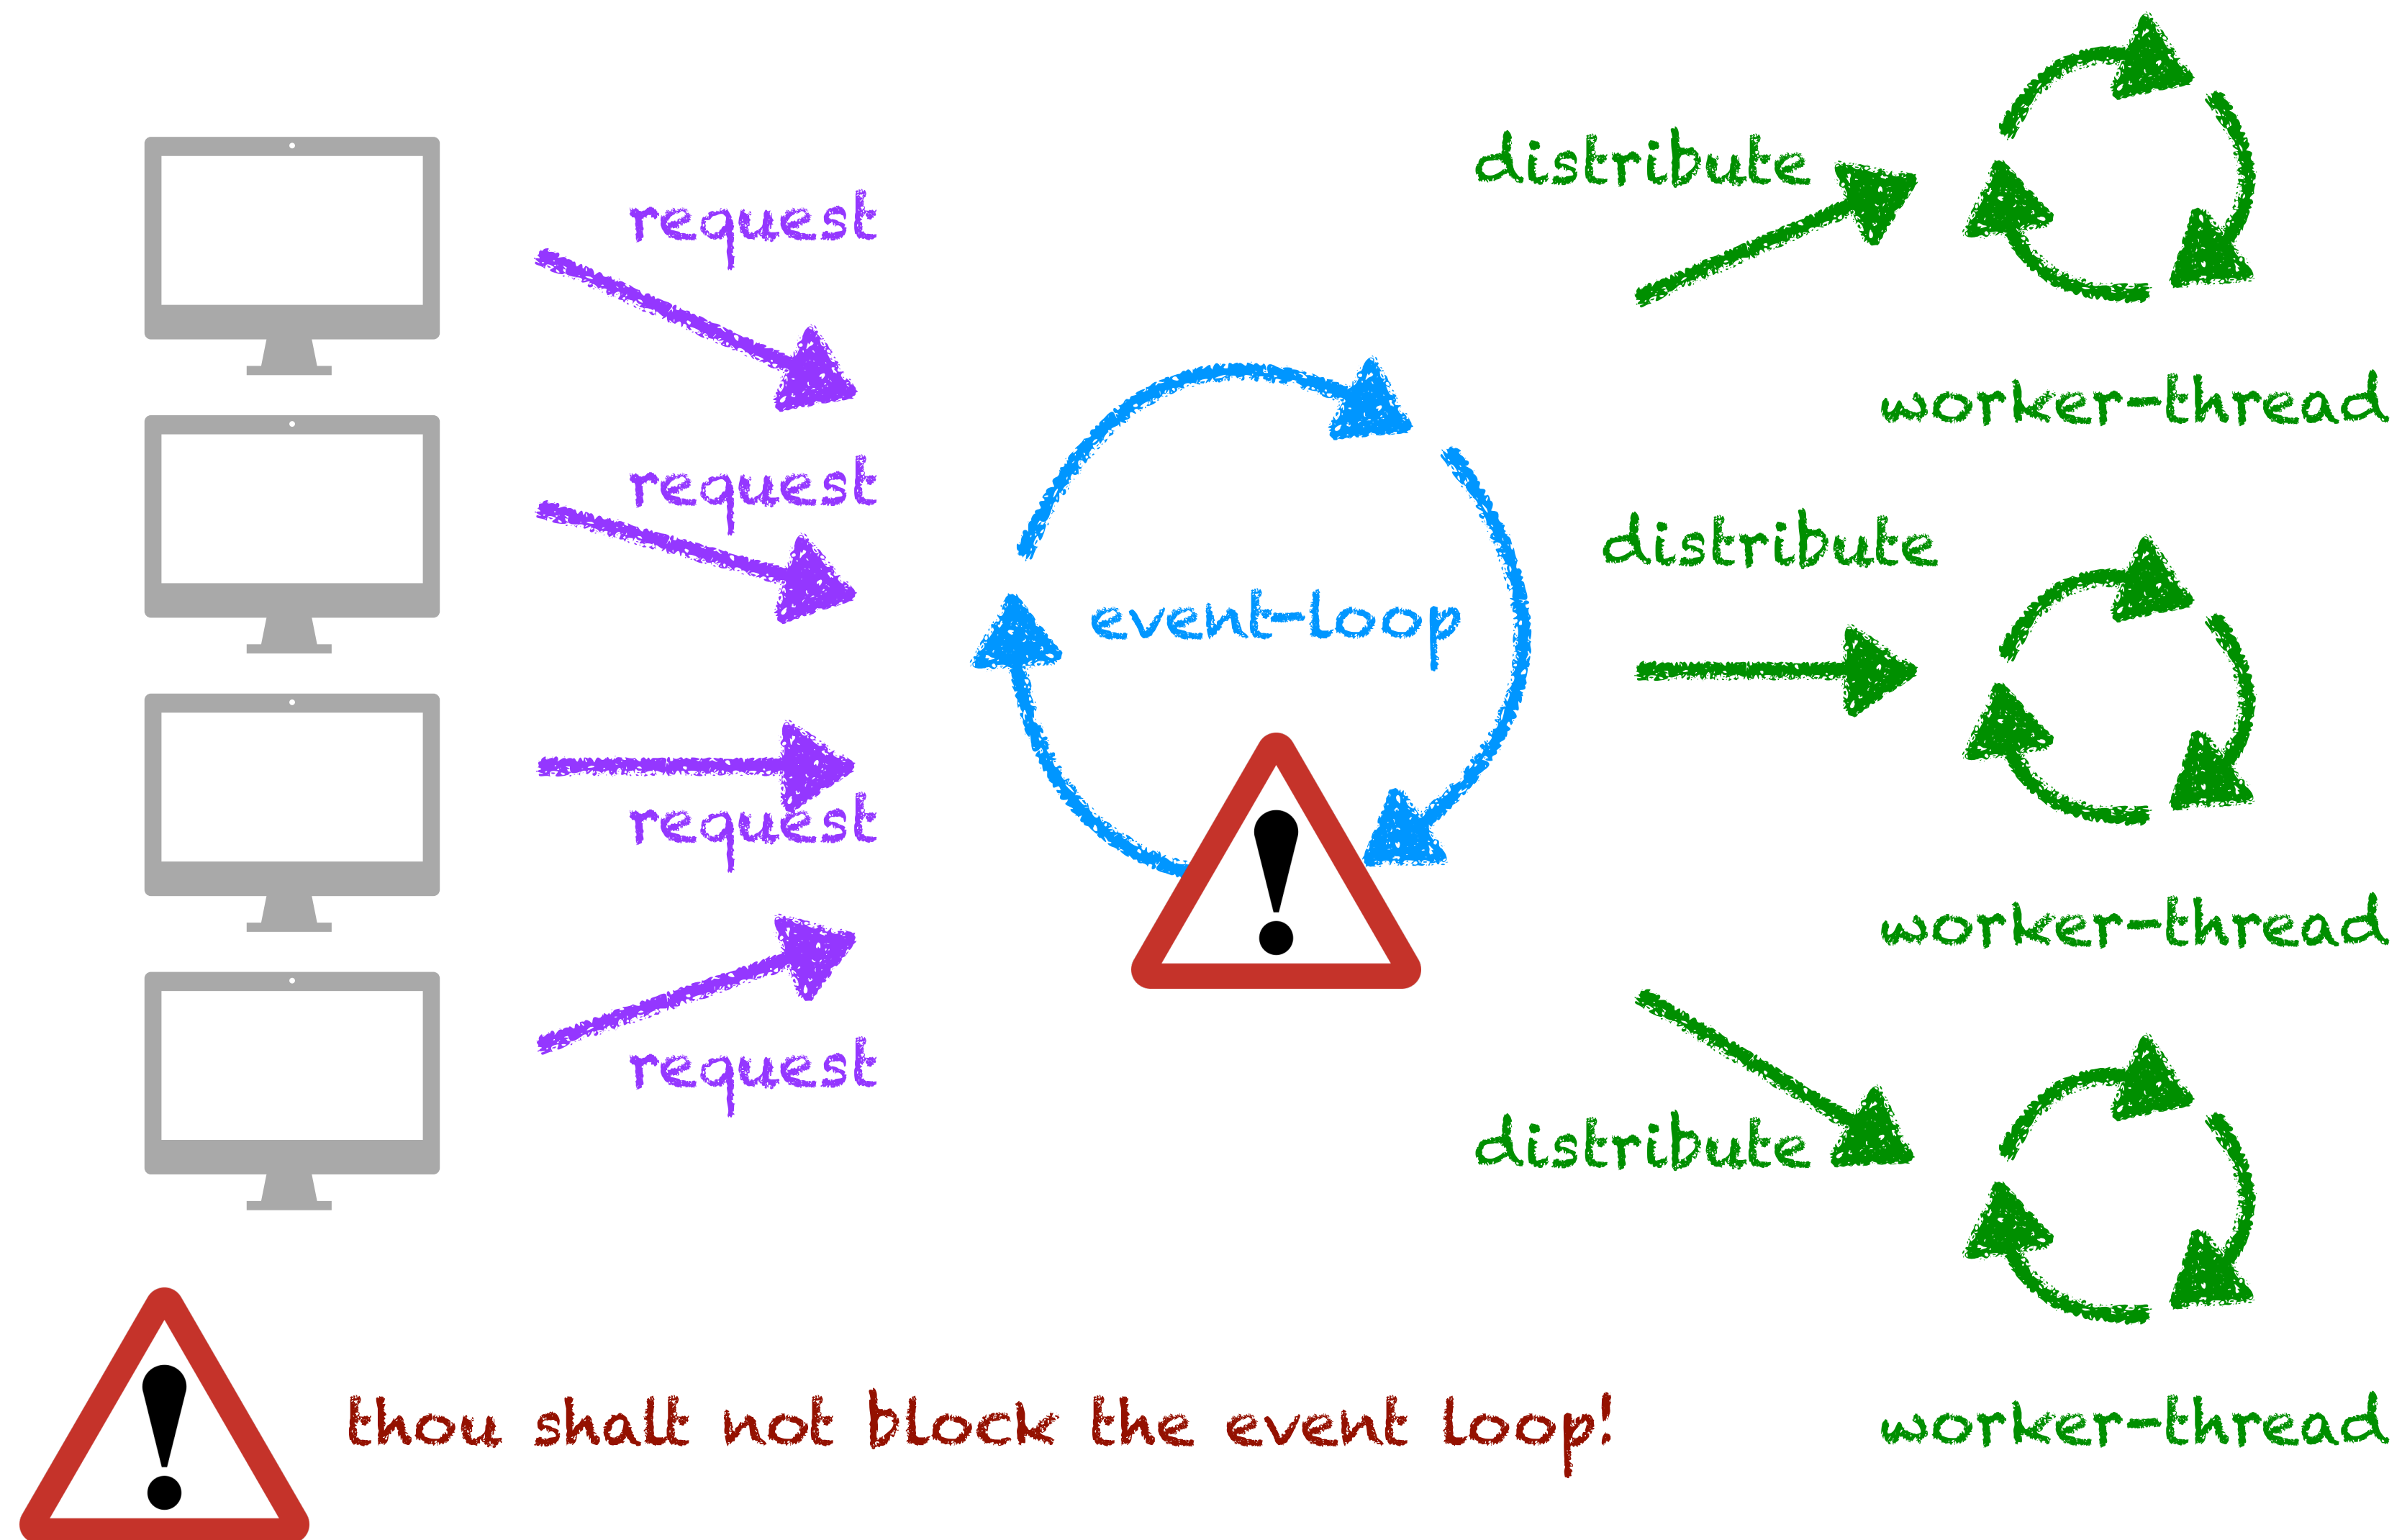 request
request
request
request
event-loop
distribute
worker-thread
distribute
worker-thread
distribute
worker-thread
thou shalt not block the event loop!